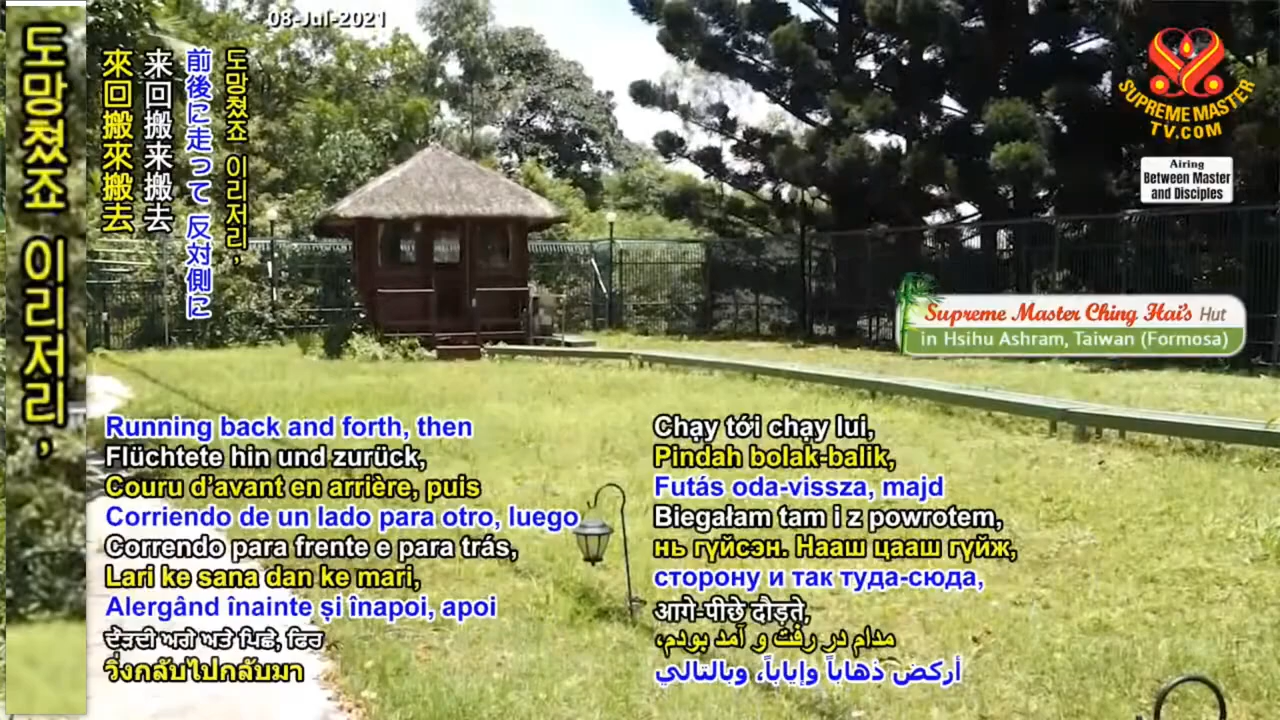 08-Jul-2021
도망쳤죠 이리저리,
도망쳤죠 이리저리,
前後に走って 反対側に
来回搬来搬去
來回搬來搬去
SUPREME MASTER
TV.COM
Airing
Between Master
and Disciples
Supreme Master Ching Hai's Hut
in Hsihu Ashram, Taiwan (Formosa)
Running back and forth, then
Flüchtete hin und zurück,
Couru d'avant en arrière, puis
Corriendo de un lado para otro, luego
Correndo para frente e para trás,
Lari ke sana dan ke mari,
Alergând înainte și înapoi, apoi
ਦੌੜਦੀ ਅਗੇ ਅਤੇ ਪਿਛੇ, ਫਿਰ
วิ่งกลับไปกลับมา
Chạy tới chạy lui,
Pindah bolak-balik,
Futás oda-vissza, majd
Biegałam tam i z powrotem,
нь гүйсэн. Нааш цааш гүйж,
сторону и так туда-сюда,
आगे-पीछे दौड़ते,
مدام در رفت و آمد بودم،
أركض ذهاباً وإياباً، وبالتالي